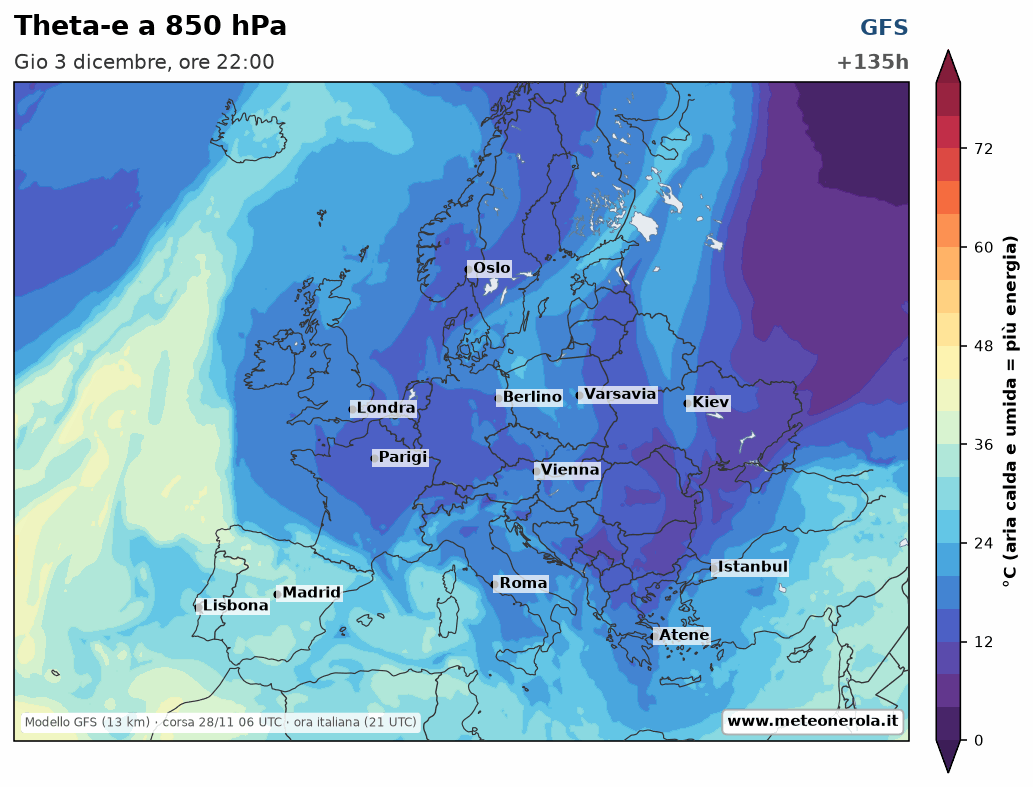 Theta-e a 850 hPa
GFS
Gio 3 dicembre, ore 22:00
+135h
72
60
48
36
24
12
0
°C (aria calda e umida = più energia)
Oslo
Berlino
Varsavia
Kiev
Londra
Parigi
Vienna
Istanbul
Roma
Madrid
Lisbona
Atene
Modello GFS (13 km) · corsa 28/11 06 UTC · ora italiana (21 UTC)
www.meteonerola.it